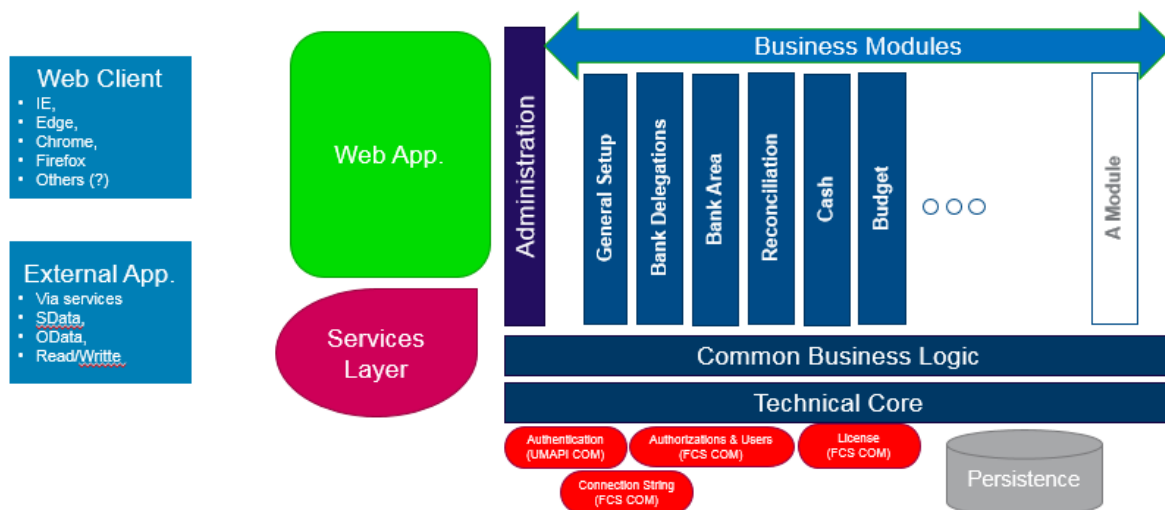 Web Client
• IE,
• Edge,
• Chrome,
• Firefox
• Others (?)
External App.
• Via services
• SData,
• OData,
• Read/Writte
Web App.
Services
Layer
Administration
Business Modules
General Setup
Bank Delegations
Bank Area
Reconciliation
Cash
Budget
A Module
Common Business Logic
Technical Core
Authentication
(UMAPI COM)
Authorizations & Users
(FCS COM)
License
(FCS COM)
Connection String
(FCS COM)
Persistence